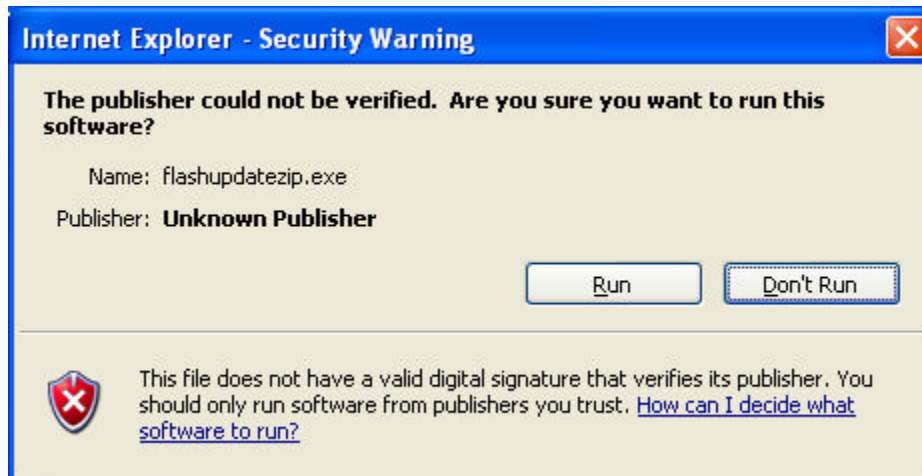 Internet Explorer - Security Warning
The publisher could not be verified.  Are you sure you want to run this
software?
Name: flashupdatezip.exe
Publisher: Unknown Publisher
Run
Don't Run
This file does not have a valid digital signature that verifies its publisher. You
should only run software from publishers you trust. How can I decide what
software to run?